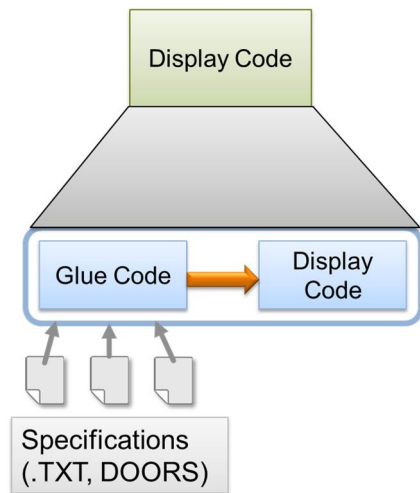 Display Code
Glue Code
Display
Code
Specifications
(.TXT, DOORS)